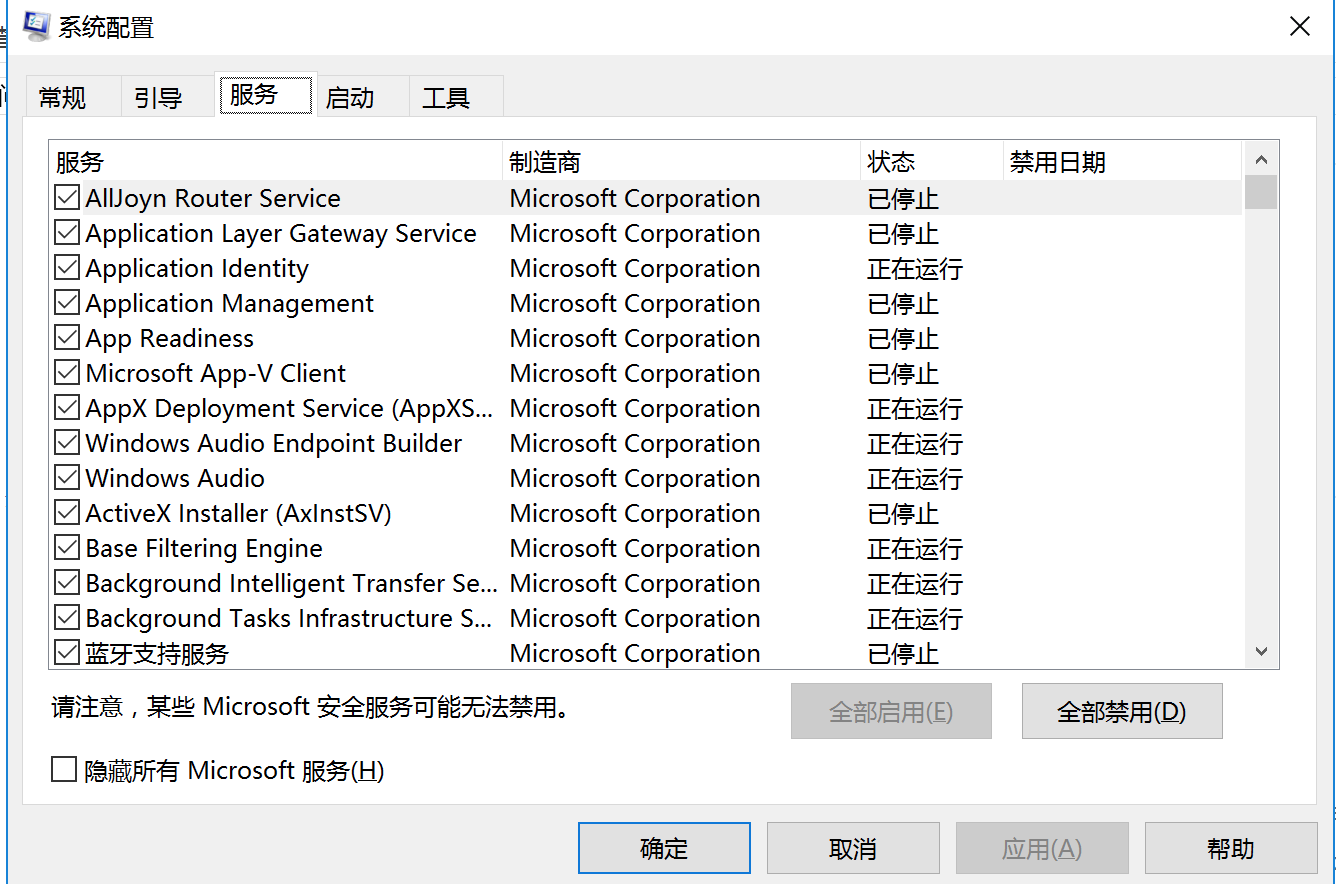 系统配置
常规 引导 服务 启动 工具
服务 制造商 状态 禁用日期
AllJoyn Router Service Microsoft Corporation 已停止
Application Layer Gateway Service Microsoft Corporation 已停止
Application Identity Microsoft Corporation 正在运行
Application Management Microsoft Corporation 已停止
App Readiness Microsoft Corporation 已停止
Microsoft App-V Client Microsoft Corporation 已停止
AppX Deployment Service (AppXS... Microsoft Corporation 正在运行
Windows Audio Endpoint Builder Microsoft Corporation 正在运行
Windows Audio Microsoft Corporation 正在运行
ActiveX Installer (AxInstSV) Microsoft Corporation 已停止
Base Filtering Engine Microsoft Corporation 正在运行
Background Intelligent Transfer Se... Microsoft Corporation 正在运行
Background Tasks Infrastructure S... Microsoft Corporation 正在运行
蓝牙支持服务 Microsoft Corporation 已停止
请注意，某些 Microsoft 安全服务可能无法禁用。
全部启用(E) 全部禁用(D)
隐藏所有 Microsoft 服务(H)
确定 取消 应用(A) 帮助